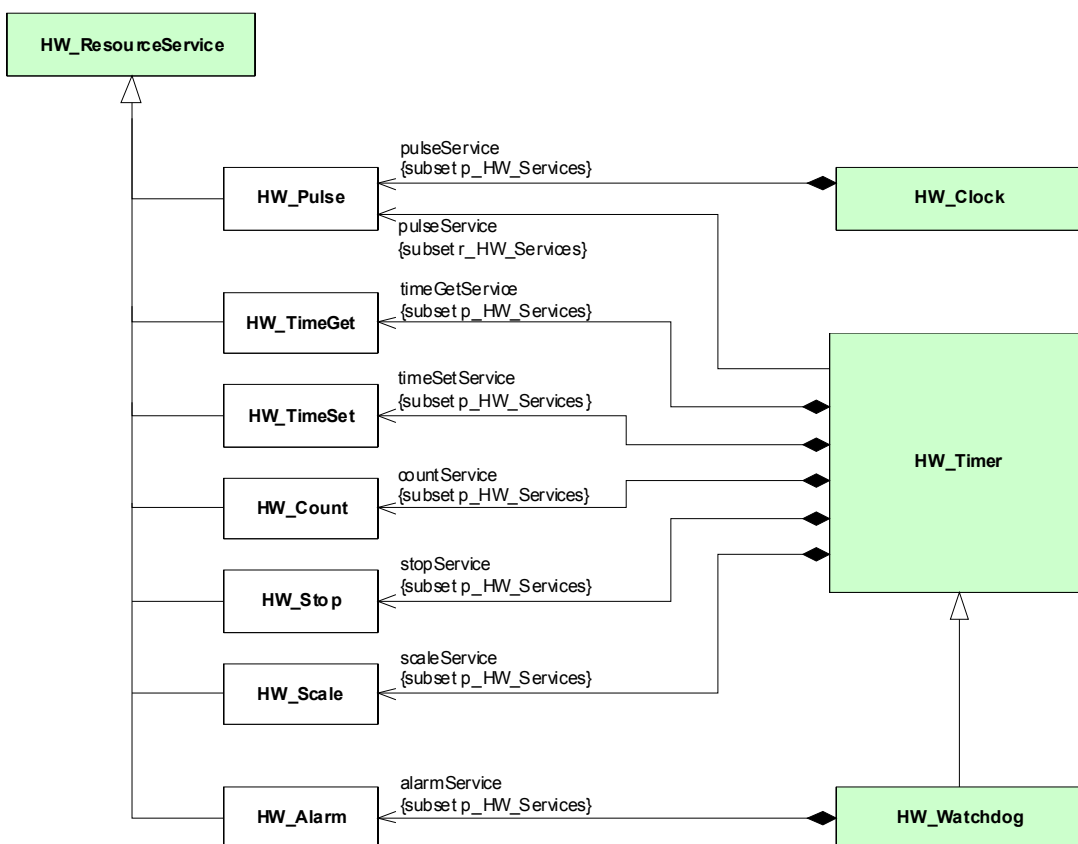 HW_ResourceService
pulseService
{subset p_HW_Services}
HW_Pulse
HW_Clock
pulseService
{subset r_HW_Services}
timeGetService
{subset p_HW_Services}
HW_TimeGet
timeSetService
{subset p_HW_Services}
HW_TimeSet
HW_Timer
countService
{subset p_HW_Services}
HW_Count
stopService
{subset p_HW_Services}
HW_Stop
scaleService
{subset p_HW_Services}
HW_Scale
alarmService
{subset p_HW_Services}
HW_Alarm
HW_Watchdog